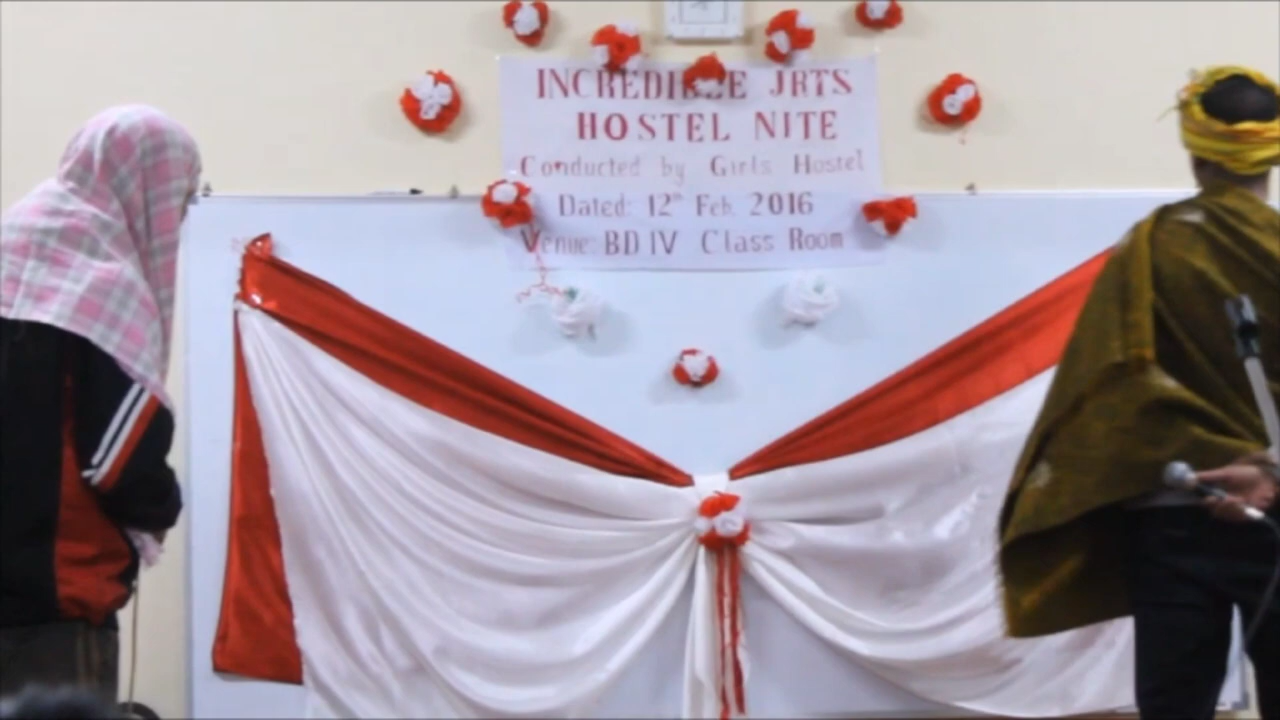 INCREDIBLE JRTS
HOSTEL NITE
Conducted by Girls Hostel
Dated: 12th Feb. 2016
Venue: BD IV Class Room